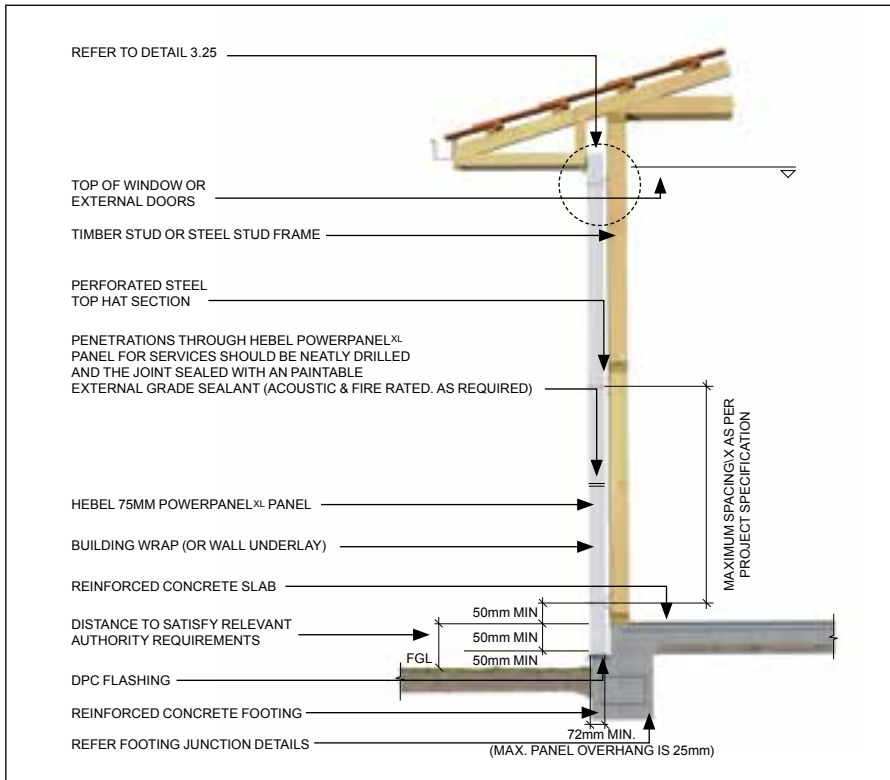 REFER TO DETAIL 3.25
TOP OF WINDOW OR
EXTERNAL DOORS
TIMBER STUD OR STEEL STUD FRAME
PERFORATED STEEL
TOP HAT SECTION
PENETRATIONS THROUGH HEBEL POWERPANELXL
PANEL FOR SERVICES SHOULD BE NEATLY DRILLED
AND THE JOINT SEALED WITH AN PAINTABLE
EXTERNAL GRADE SEALANT (ACOUSTIC & FIRE RATED. AS REQUIRED)
MAXIMUM SPACING\X AS PER
PROJECT SPECIFICATION
HEBEL 75MM POWERPANELXL PANEL
BUILDING WRAP (OR WALL UNDERLAY)
REINFORCED CONCRETE SLAB
50mm MIN
DISTANCE TO SATISFY RELEVANT
AUTHORITY REQUIREMENTS
50mm MIN
FGL
50mm MIN
DPC FLASHING
REINFORCED CONCRETE FOOTING
72mm MIN.
(MAX. PANEL OVERHANG IS 25mm)
REFER FOOTING JUNCTION DETAILS